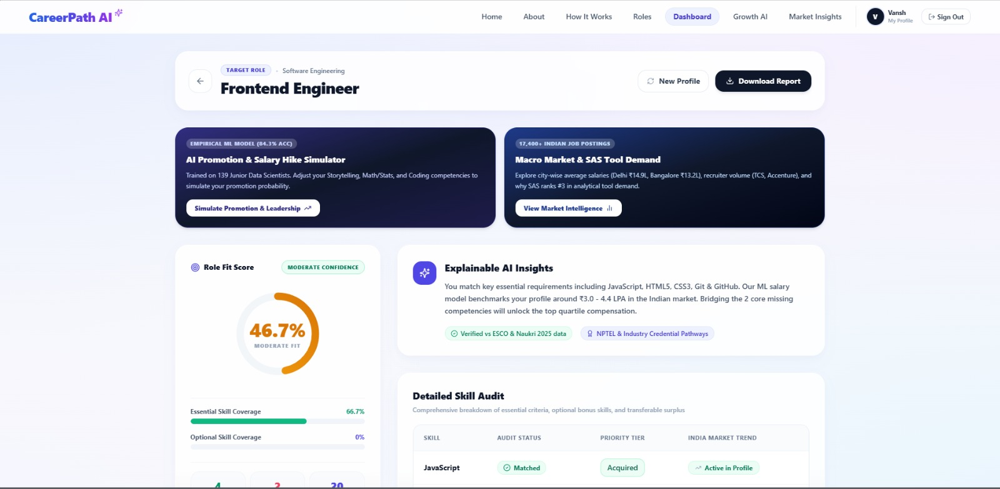 CareerPath AI
Home About How It Works Roles Dashboard Growth AI Market Insights
V
Vansh
My Profile
Sign Out
TARGET ROLE
Software Engineering
Frontend Engineer
New Profile
Download Report
EMPIRICAL ML MODEL (84.3% ACC)
AI Promotion & Salary Hike Simulator
Trained on 139 Junior Data Scientists. Adjust your Storytelling, Math/Stats, and Coding competencies to
simulate your promotion probability.
Simulate Promotion & Leadership
17,400+ INDIAN JOB POSTINGS
Macro Market & SAS Tool Demand
Explore city-wise average salaries (Delhi ₹14.9L, Bangalore ₹13.2L), recruiter volume (TCS, Accenture), and
why SAS ranks #3 in analytical tool demand.
View Market Intelligence
Role Fit Score
MODERATE CONFIDENCE
46.7%
MODERATE FIT
Essential Skill Coverage 66.7%
Optional Skill Coverage 0%
Explainable AI Insights
You match key essential requirements including JavaScript, HTML5, CSS3, Git & GitHub. Our ML salary
model benchmarks your profile around ₹3.0 - 4.4 LPA in the Indian market. Bridging the 2 core missing
competencies will unlock the top quartile compensation.
Verified vs ESCO & Naukri 2025 data
NPTEL & Industry Credential Pathways
Detailed Skill Audit
Comprehensive breakdown of essential criteria, optional bonus skills, and transferable surplus
SKILL AUDIT STATUS PRIORITY TIER INDIA MARKET TREND
JavaScript Matched Acquired Active in Profile